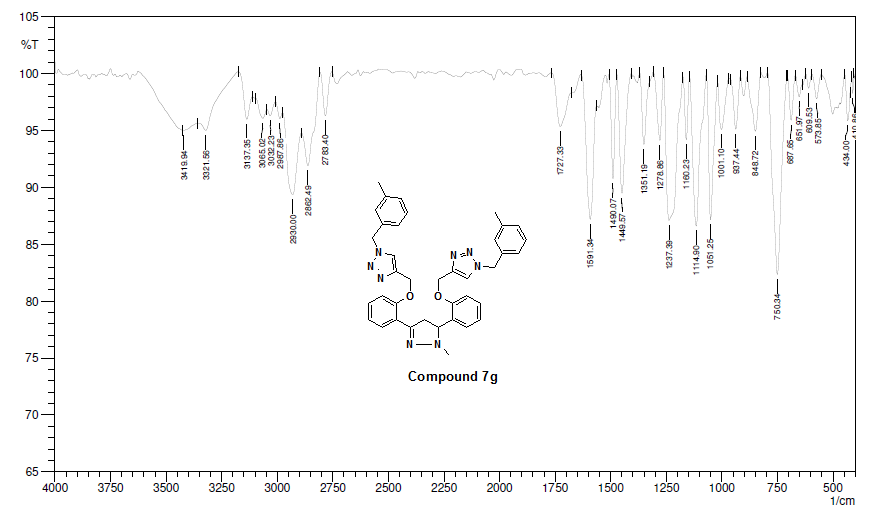 105
%T
100
95
90
85
80
75
70
65
3419.94
3321.56
3137.35
3065.02
3032.23
2987.86
2930.00
2862.49
2783.40
1727.33
1591.34
1490.07
1449.57
1351.19
1278.86
1237.39
1160.23
1114.90
1051.25
1001.10
937.44
848.72
750.34
687.65
651.97
609.53
573.85
434.00
410.86
N
N
N
O
N
N
N
O
N
N
Compound 7g
4000 3750 3500 3250 3000 2750 2500 2250 2000 1750 1500 1250 1000 750 500
1/cm